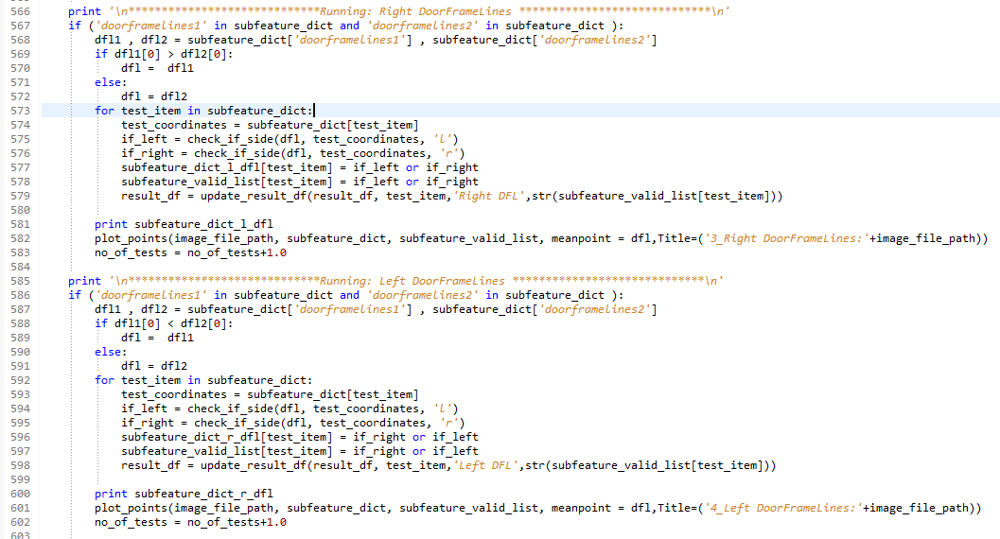 566 print '\n*****************************Running: Right DoorFrameLines *****************************\n'
567 if ('doorframelines1' in subfeature_dict and 'doorframelines2' in subfeature_dict ):
568 dfl1 , dfl2 = subfeature_dict['doorframelines1'] , subfeature_dict['doorframelines2']
569 if dfl1[0] > dfl2[0]:
570 dfl =  dfl1
571 else:
572 dfl = dfl2
573 for test_item in subfeature_dict:
574 test_coordinates = subfeature_dict[test_item]
575 if_left = check_if_side(dfl, test_coordinates, 'l')
576 if_right = check_if_side(dfl, test_coordinates, 'r')
577 subfeature_dict_l_dfl[test_item] = if_left or if_right
578 subfeature_valid_list[test_item] = if_left or if_right
579 result_df = update_result_df(result_df, test_item,'Right DFL',str(subfeature_valid_list[test_item]))
580
581 print subfeature_dict_l_dfl
582 plot_points(image_file_path, subfeature_dict, subfeature_valid_list, meanpoint = dfl,Title=('3_Right DoorFrameLines:'+image_file_path))
583 no_of_tests = no_of_tests+1.0
584
585 print '\n*****************************Running: Left DoorFrameLines *****************************\n'
586 if ('doorframelines1' in subfeature_dict and 'doorframelines2' in subfeature_dict ):
587 dfl1 , dfl2 = subfeature_dict['doorframelines1'] , subfeature_dict['doorframelines2']
588 if dfl1[0] < dfl2[0]:
589 dfl =  dfl1
590 else:
591 dfl = dfl2
592 for test_item in subfeature_dict:
593 test_coordinates = subfeature_dict[test_item]
594 if_left = check_if_side(dfl, test_coordinates, 'l')
595 if_right = check_if_side(dfl, test_coordinates, 'r')
596 subfeature_dict_r_dfl[test_item] = if_right or if_left
597 subfeature_valid_list[test_item] = if_right or if_left
598 result_df = update_result_df(result_df, test_item,'Left DFL',str(subfeature_valid_list[test_item]))
599
600 print subfeature_dict_r_dfl
601 plot_points(image_file_path, subfeature_dict, subfeature_valid_list, meanpoint = dfl,Title=('4_Left DoorFrameLines:'+image_file_path))
602 no_of_tests = no_of_tests+1.0
603